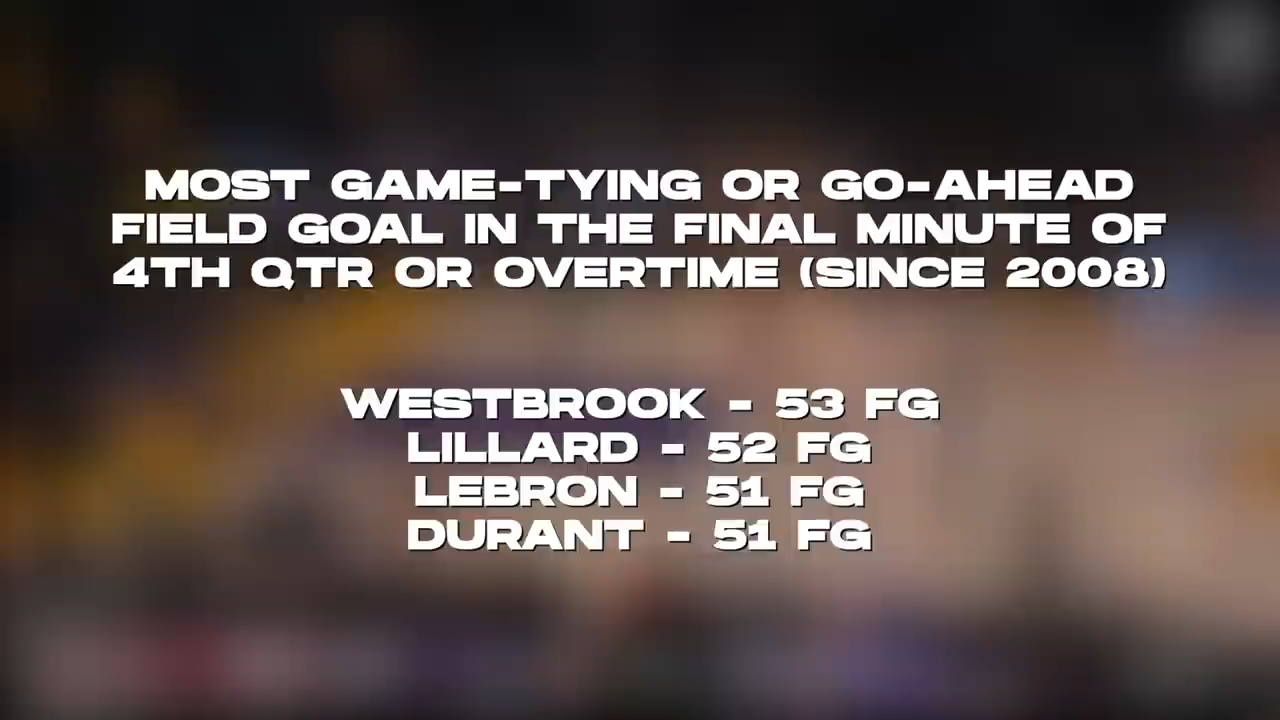 MOST GAME-TYING OR GO-AHEAD
FIELD GOAL IN THE FINAL MINUTE OF
4TH QTR OR OVERTIME (SINCE 2008)
WESTBROOK - 53 FG
LILLARD - 52 FG
LEBRON - 51 FG
DURANT - 51 FG